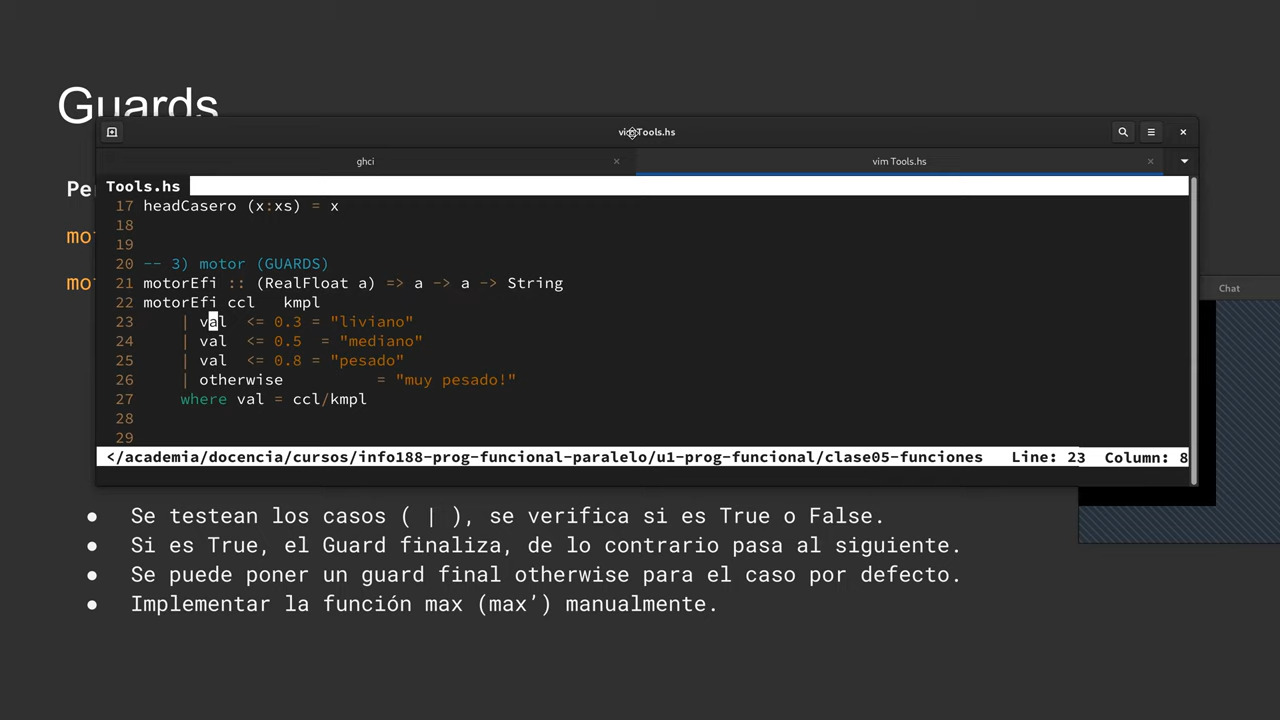 Guards
vim Tools.hs
ghci
vim Tools.hs
Tools.hs
17 headCasero (x:xs) = x
18
19
20 -- 3) motor (GUARDS)
21 motorEfi :: (RealFloat a) => a -> a -> String
22 motorEfi ccl   kmpl
23     | val  <= 0.3 = "liviano"
24     | val  <= 0.5  = "mediano"
25     | val  <= 0.8 = "pesado"
26     | otherwise          = "muy pesado!"
27     where val = ccl/kmpl
28
29
</academia/docencia/cursos/info188-prog-funcional-paralelo/u1-prog-funcional/clase05-funciones   Line: 23  Column: 8
Chat
● Se testean los casos ( | ), se verifica si es True o False.
● Si es True, el Guard finaliza, de lo contrario pasa al siguiente.
● Se puede poner un guard final otherwise para el caso por defecto.
● Implementar la función max (max’) manualmente.